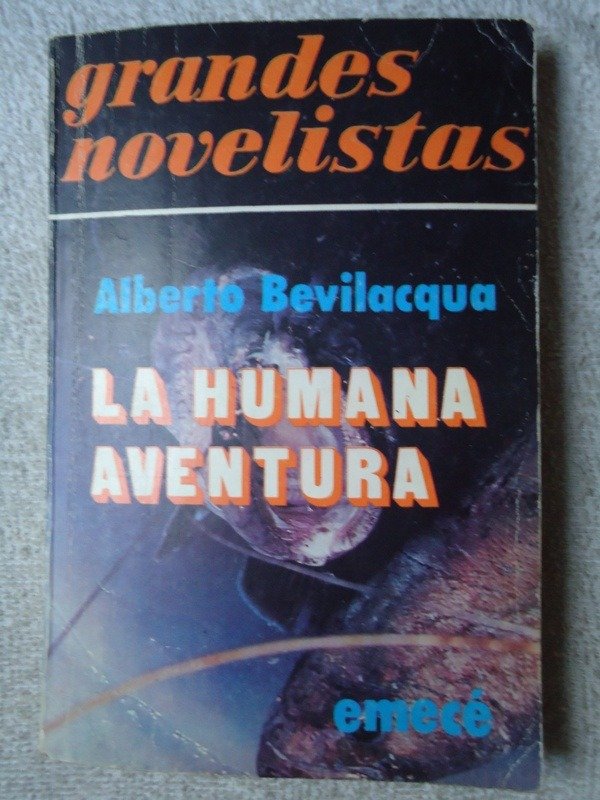 grandes
novelistas
Alberto Bevilacqua
LA HUMANA
AVENTURA
emecé